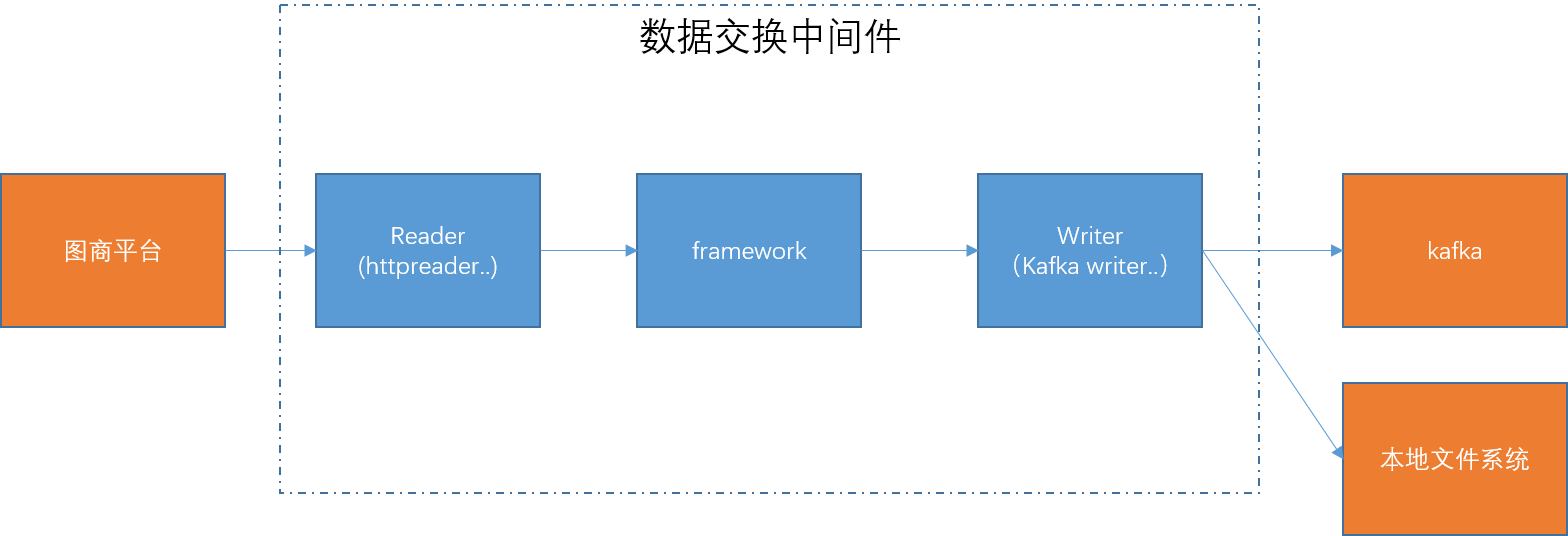 数据交换中间件
图商平台
Reader
(httpreader..)
framework
Writer
（Kafka writer..）
kafka
本地文件系统